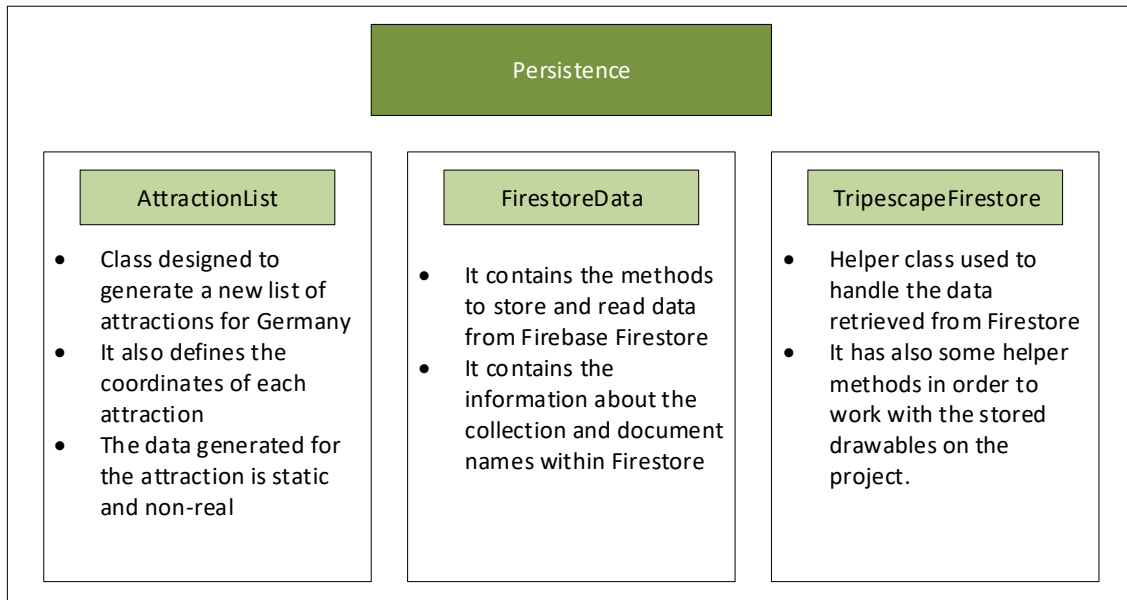 Persistence
AttractionList
• Class designed to
generate a new list of
attractions for Germany
• It also defines the
coordinates of each
attraction
• The data generated for
the attraction is static
and non-real
FirestoreData
• It contains the methods
to store and read data
from Firebase Firestore
• It contains the
information about the
collection and document
names within Firestore
TripescapeFirestore
• Helper class used to
handle the data
retrieved from Firestore
• It has also some helper
methods in order to
work with the stored
drawables on the
project.